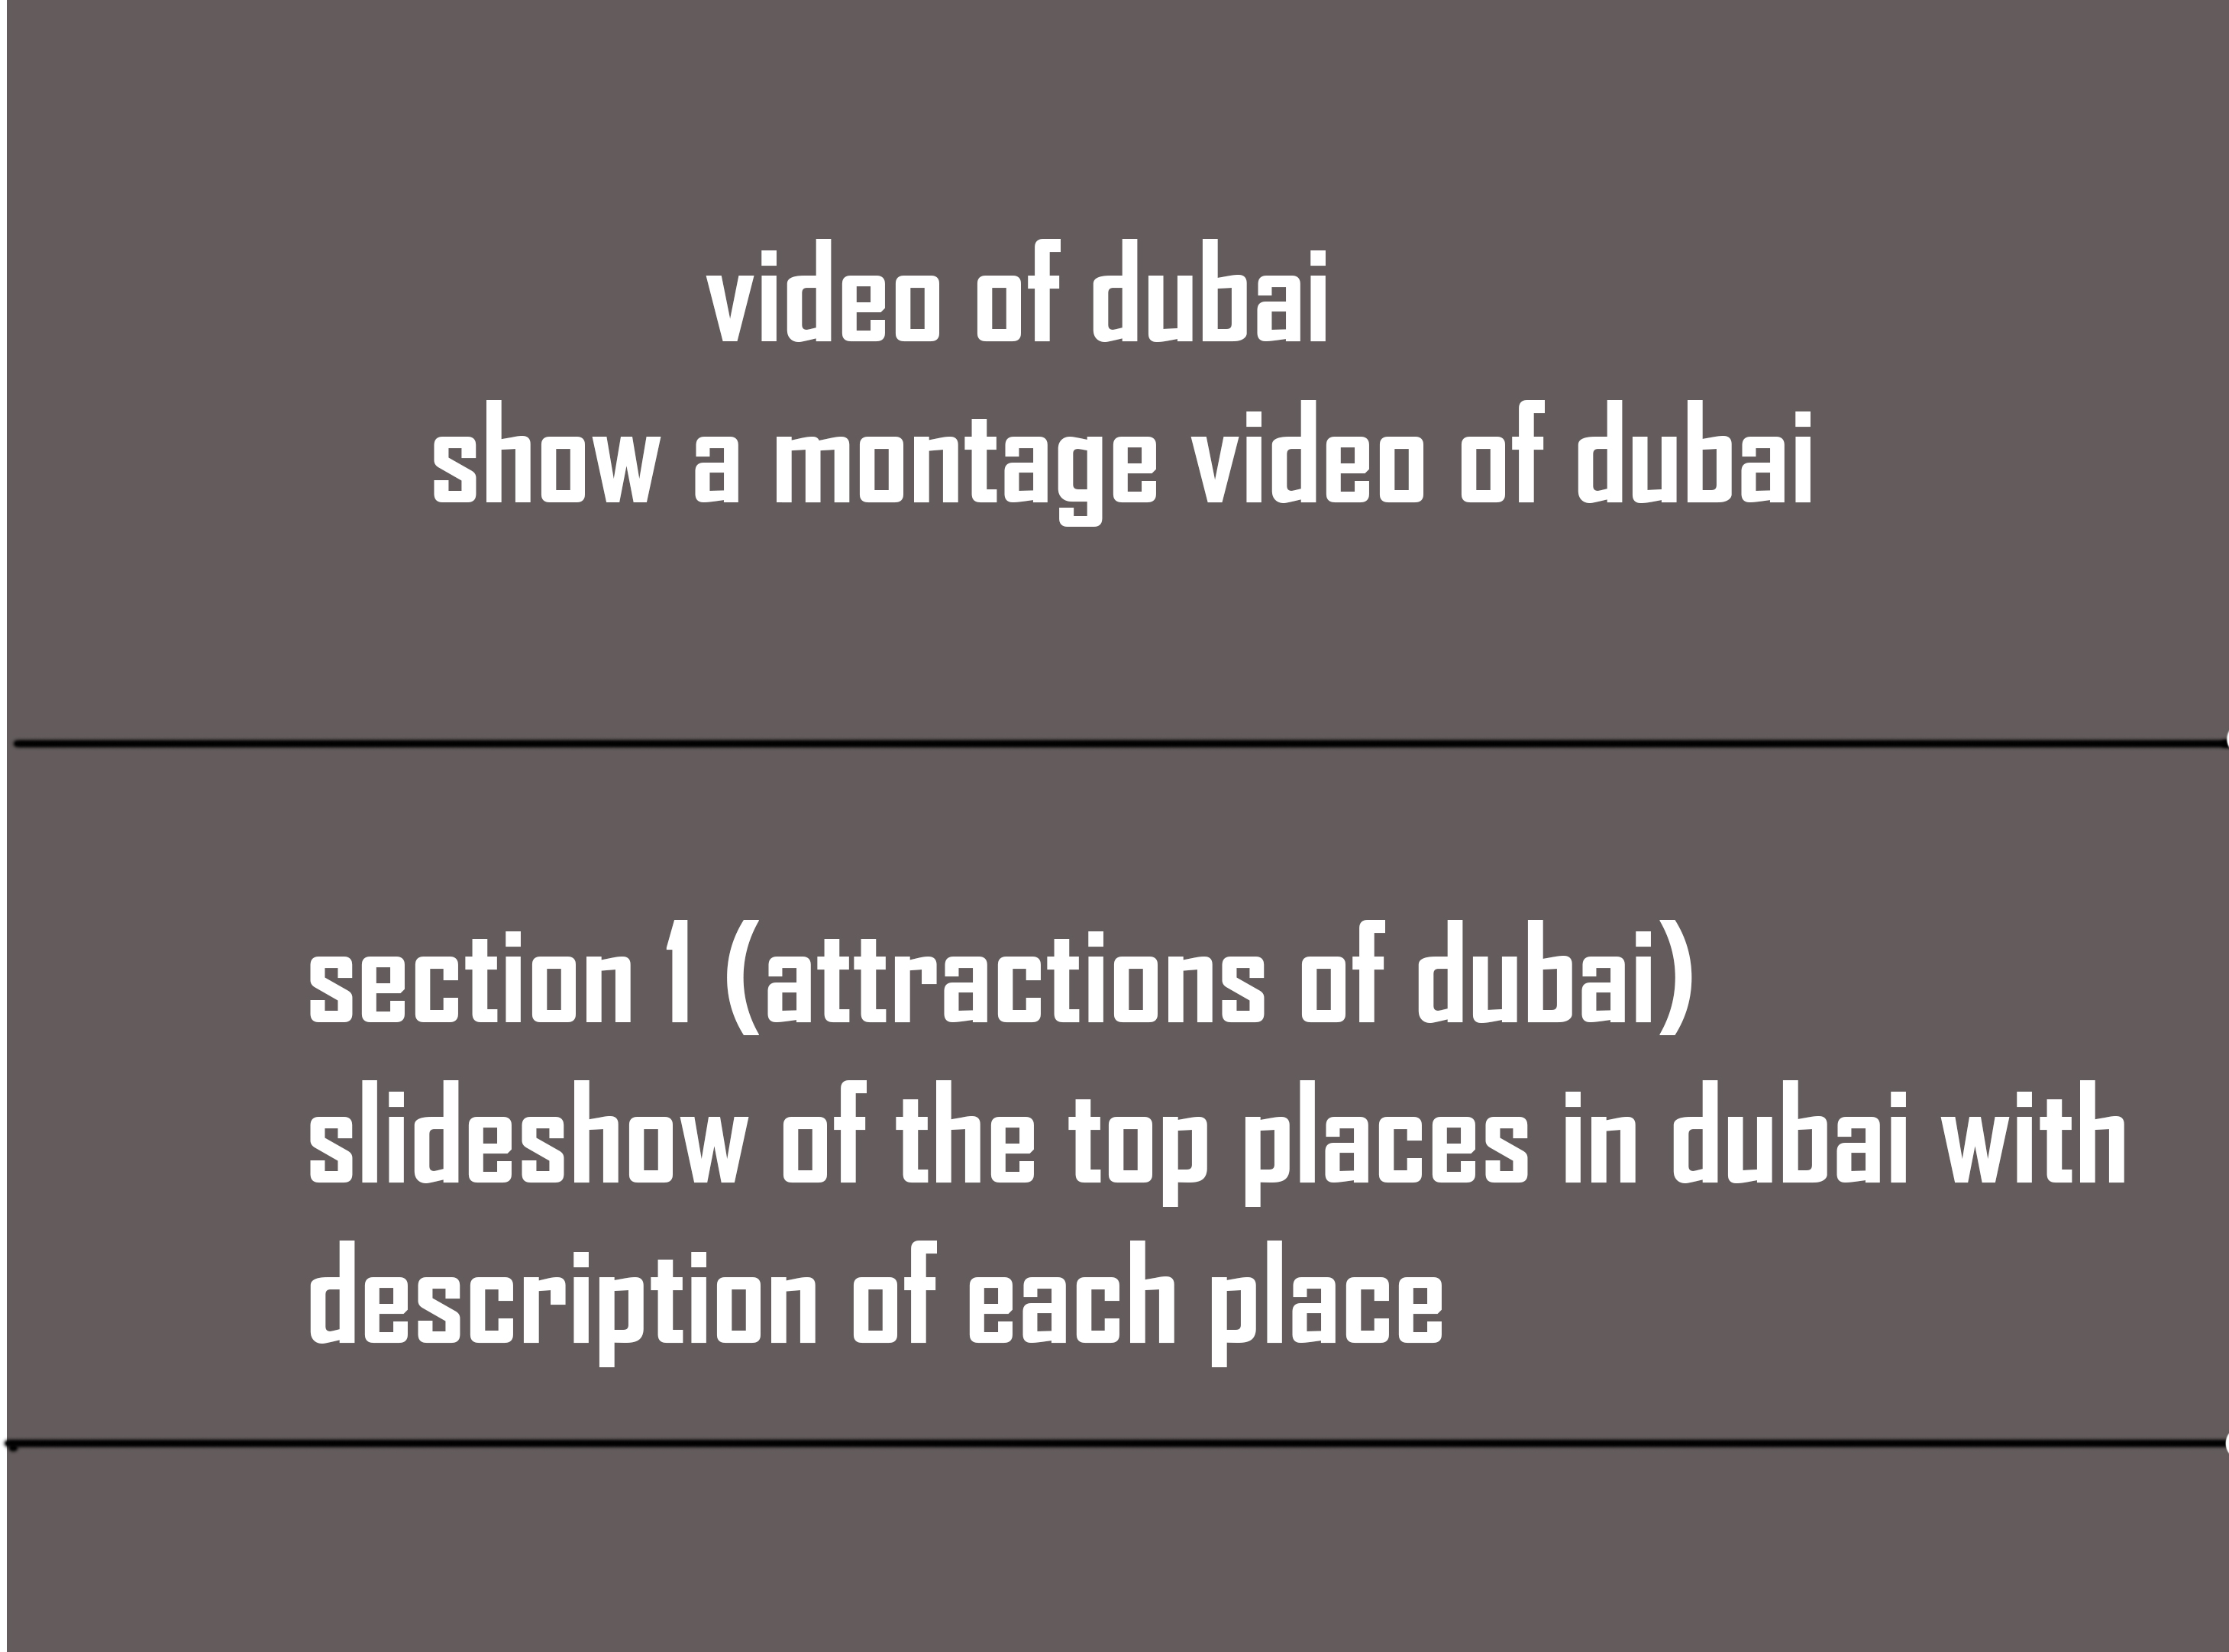 video of dubai
show a montage video of dubai
section 1 (attractions of dubai)
slideshow of the top places in dubai with
description of each place